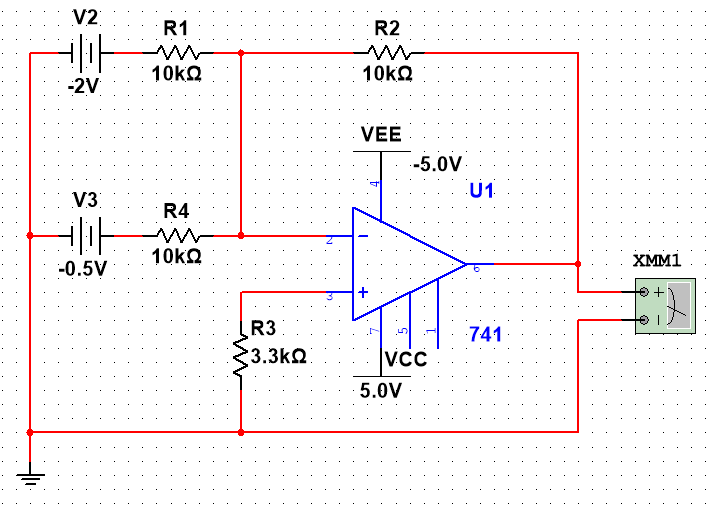 V2
R1
R2
10kΩ
10kΩ
-2V
VEE
-5.0V
4
U1
V3
R4
2
10kΩ
-0.5V
6
XMM1
3
R3
3.3kΩ
7
5
1
741
VCC
5.0V